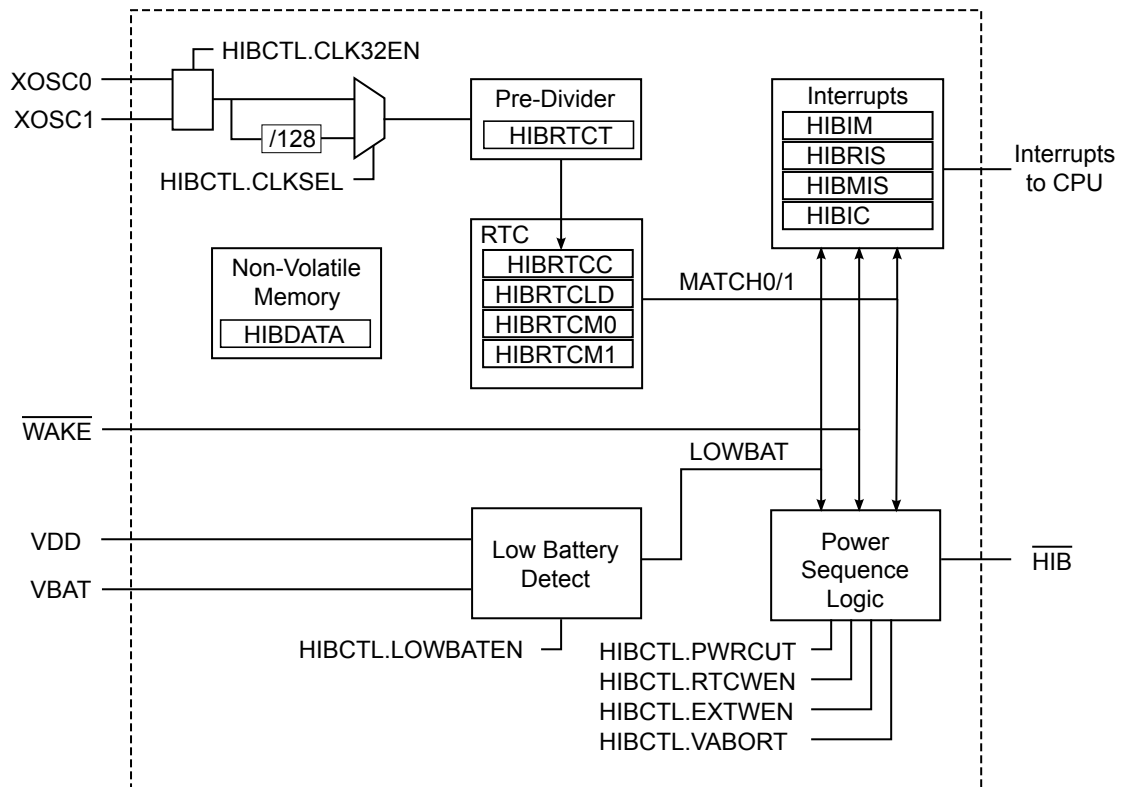 HIBCTL.CLK32EN
XOSC0
XOSC1
/128
HIBCTL.CLKSEL
Pre-Divider
HIBRTCT
Interrupts
HIBIM
HIBRIS
HIBMIS
HIBIC
Interrupts
to CPU
Non-Volatile
Memory
HIBDATA
RTC
HIBRTCC
HIBRTCLD
HIBRTCM0
HIBRTCM1
MATCH0/1
WAKE
LOWBAT
VDD
VBAT
Low Battery
Detect
HIBCTL.LOWBATEN
Power
Sequence
Logic
HIB
HIBCTL.PWRCUT
HIBCTL.RTCWEN
HIBCTL.EXTWEN
HIBCTL.VABORT